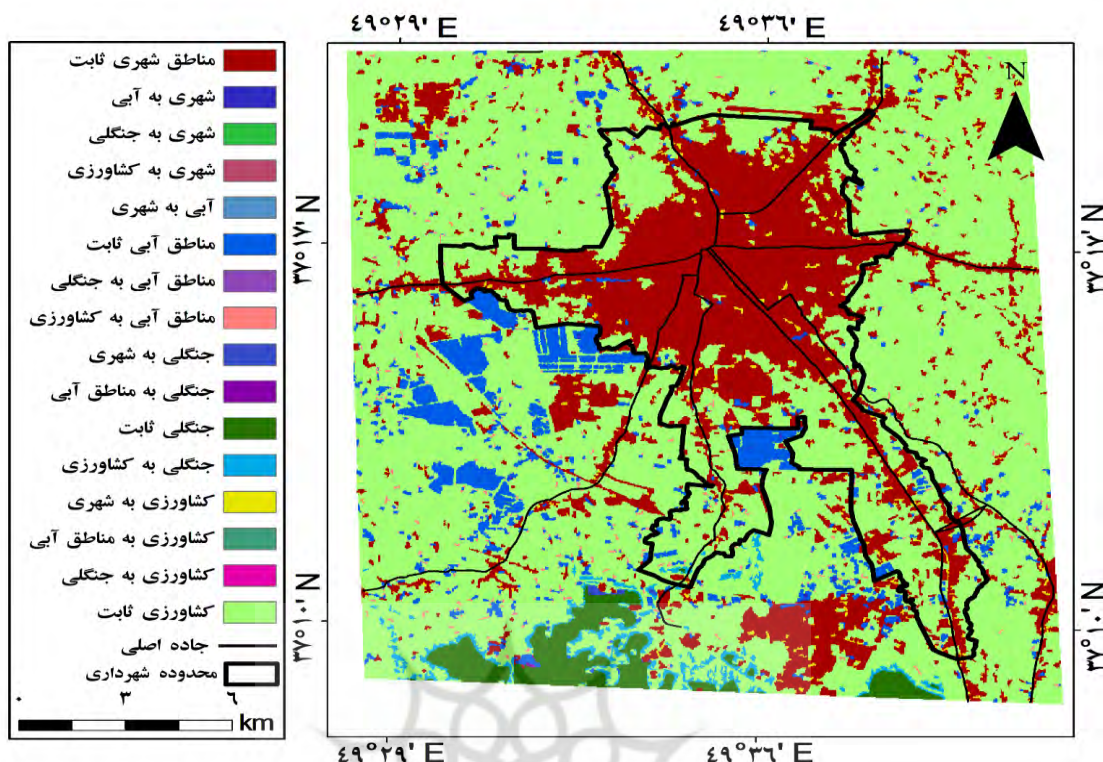 مناطق شهری ثابت
شهری به آبی
شهری به جنگلی
شهری به کشاورزی
آبی به شهری
مناطق آبی ثابت
مناطق آبی به جنگلی
مناطق آبی به کشاورزی
جنگلی به شهری
جنگلی به مناطق آبی
جنگلی ثابت
جنگلی به کشاورزی
کشاورزی به شهری
کشاورزی به مناطق آبی
کشاورزی به جنگلی
کشاورزی ثابت
جاده اصلی
محدوده شهرداری
۰ ۳ ۶
km
۴۹°۲۹' E
۴۹°۳۶' E
N
۳۷°۱۷' N
۳۷°۱۷' N
۳۷°۱۰' N
۳۷°۱۰' N
۴۹°۲۹' E
۴۹°۳۶' E